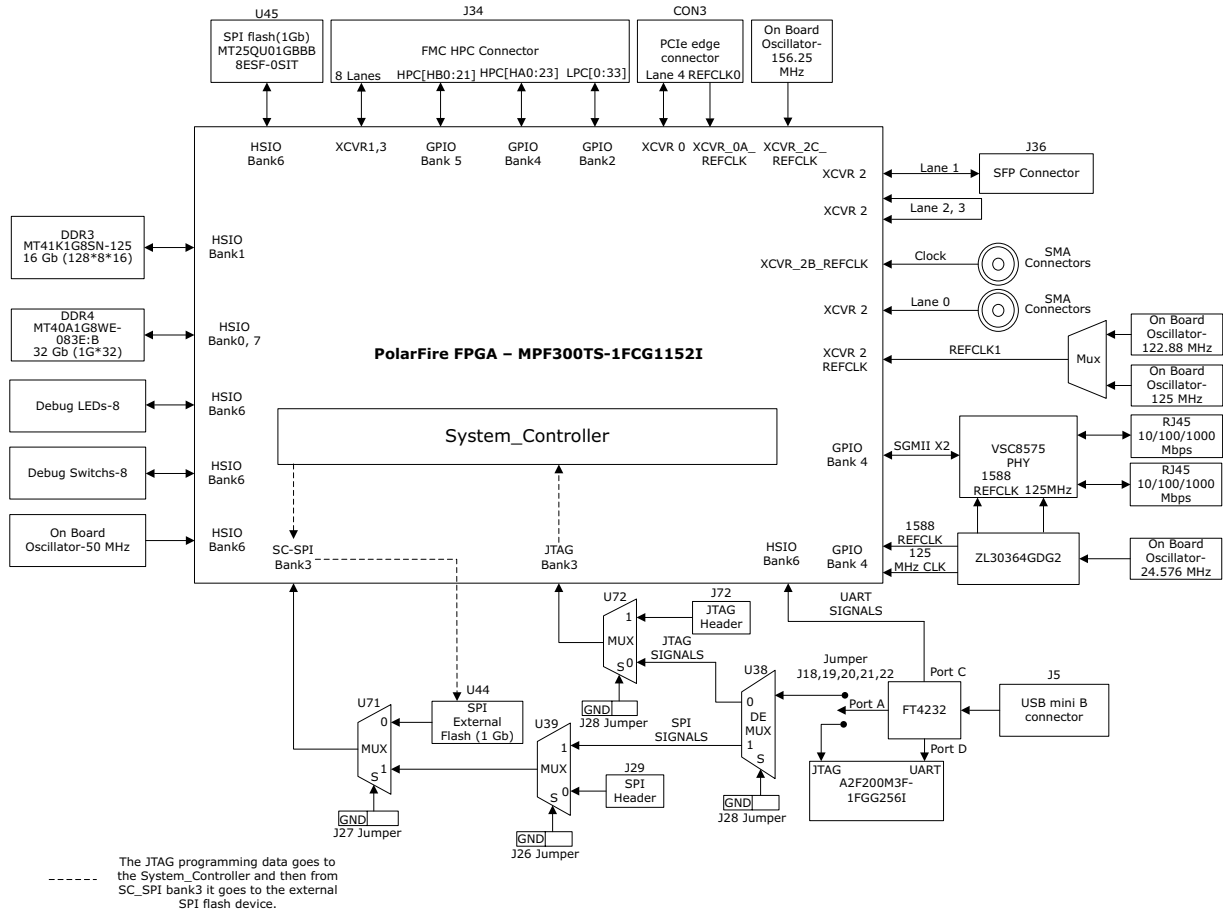 U45
SPI flash(1Gb)
MT25QU01GBBB
8ESF-0SIT
J34
FMC HPC Connector
8 Lanes
HPC[HB0:21]
HPC[HA0:23]
LPC[0:33]
CON3
PCIe edge
connector
Lane 4 REFCLK0
On Board
Oscillator-
156.25
MHz
HSIO
Bank6
XCVR1,3
GPIO
Bank 5
GPIO
Bank4
GPIO
Bank2
XCVR 0
XCVR_0A_
REFCLK
XCVR_2C_
REFCLK
XCVR 2
Lane 1
J36
SFP Connector
XCVR 2
Lane 2, 3
DDR3
MT41K1G8SN-125
16 Gb (128*8*16)
HSIO
Bank1
XCVR_2B_REFCLK
Clock
SMA
Connectors
XCVR 2
Lane 0
SMA
Connectors
DDR4
MT40A1G8WE-
083E:B
32 Gb (1G*32)
HSIO
Bank0, 7
PolarFire FPGA – MPF300TS-1FCG1152I
XCVR 2
REFCLK
REFCLK1
Mux
On Board
Oscillator-
122.88 MHz
On Board
Oscillator-
125 MHz
Debug LEDs-8
HSIO
Bank6
System_Controller
Debug Switchs-8
HSIO
Bank6
GPIO
Bank 4
SGMII X2
VSC8575
PHY
1588
REFCLK
125MHz
RJ45
10/100/1000
Mbps
RJ45
10/100/1000
Mbps
On Board
Oscillator-50 MHz
HSIO
Bank6
SC-SPI
Bank3
JTAG
Bank3
HSIO
Bank6
GPIO
Bank 4
1588
REFCLK
125
MHz CLK
ZL30364GDG2
On Board
Oscillator-
24.576 MHz
UART
SIGNALS
U72
1
MUX
S
0
J72
JTAG
Header
JTAG
SIGNALS
GND
J28 Jumper
U38
0
DE
MUX
1
S
GND
J28 Jumper
Jumper
J18,19,20,21,22
Port A
Port C
FT4232
Port D
J5
USB mini B
connector
JTAG
UART
A2F200M3F-
1FGG256I
U71
0
MUX
S
1
GND
J27 Jumper
U44
SPI
External
Flash (1 Gb)
U39
1
MUX
S
0
GND
J26 Jumper
SPI
SIGNALS
J29
SPI
Header
The JTAG programming data goes to
the System_Controller and then from
SC_SPI bank3 it goes to the external
SPI flash device.